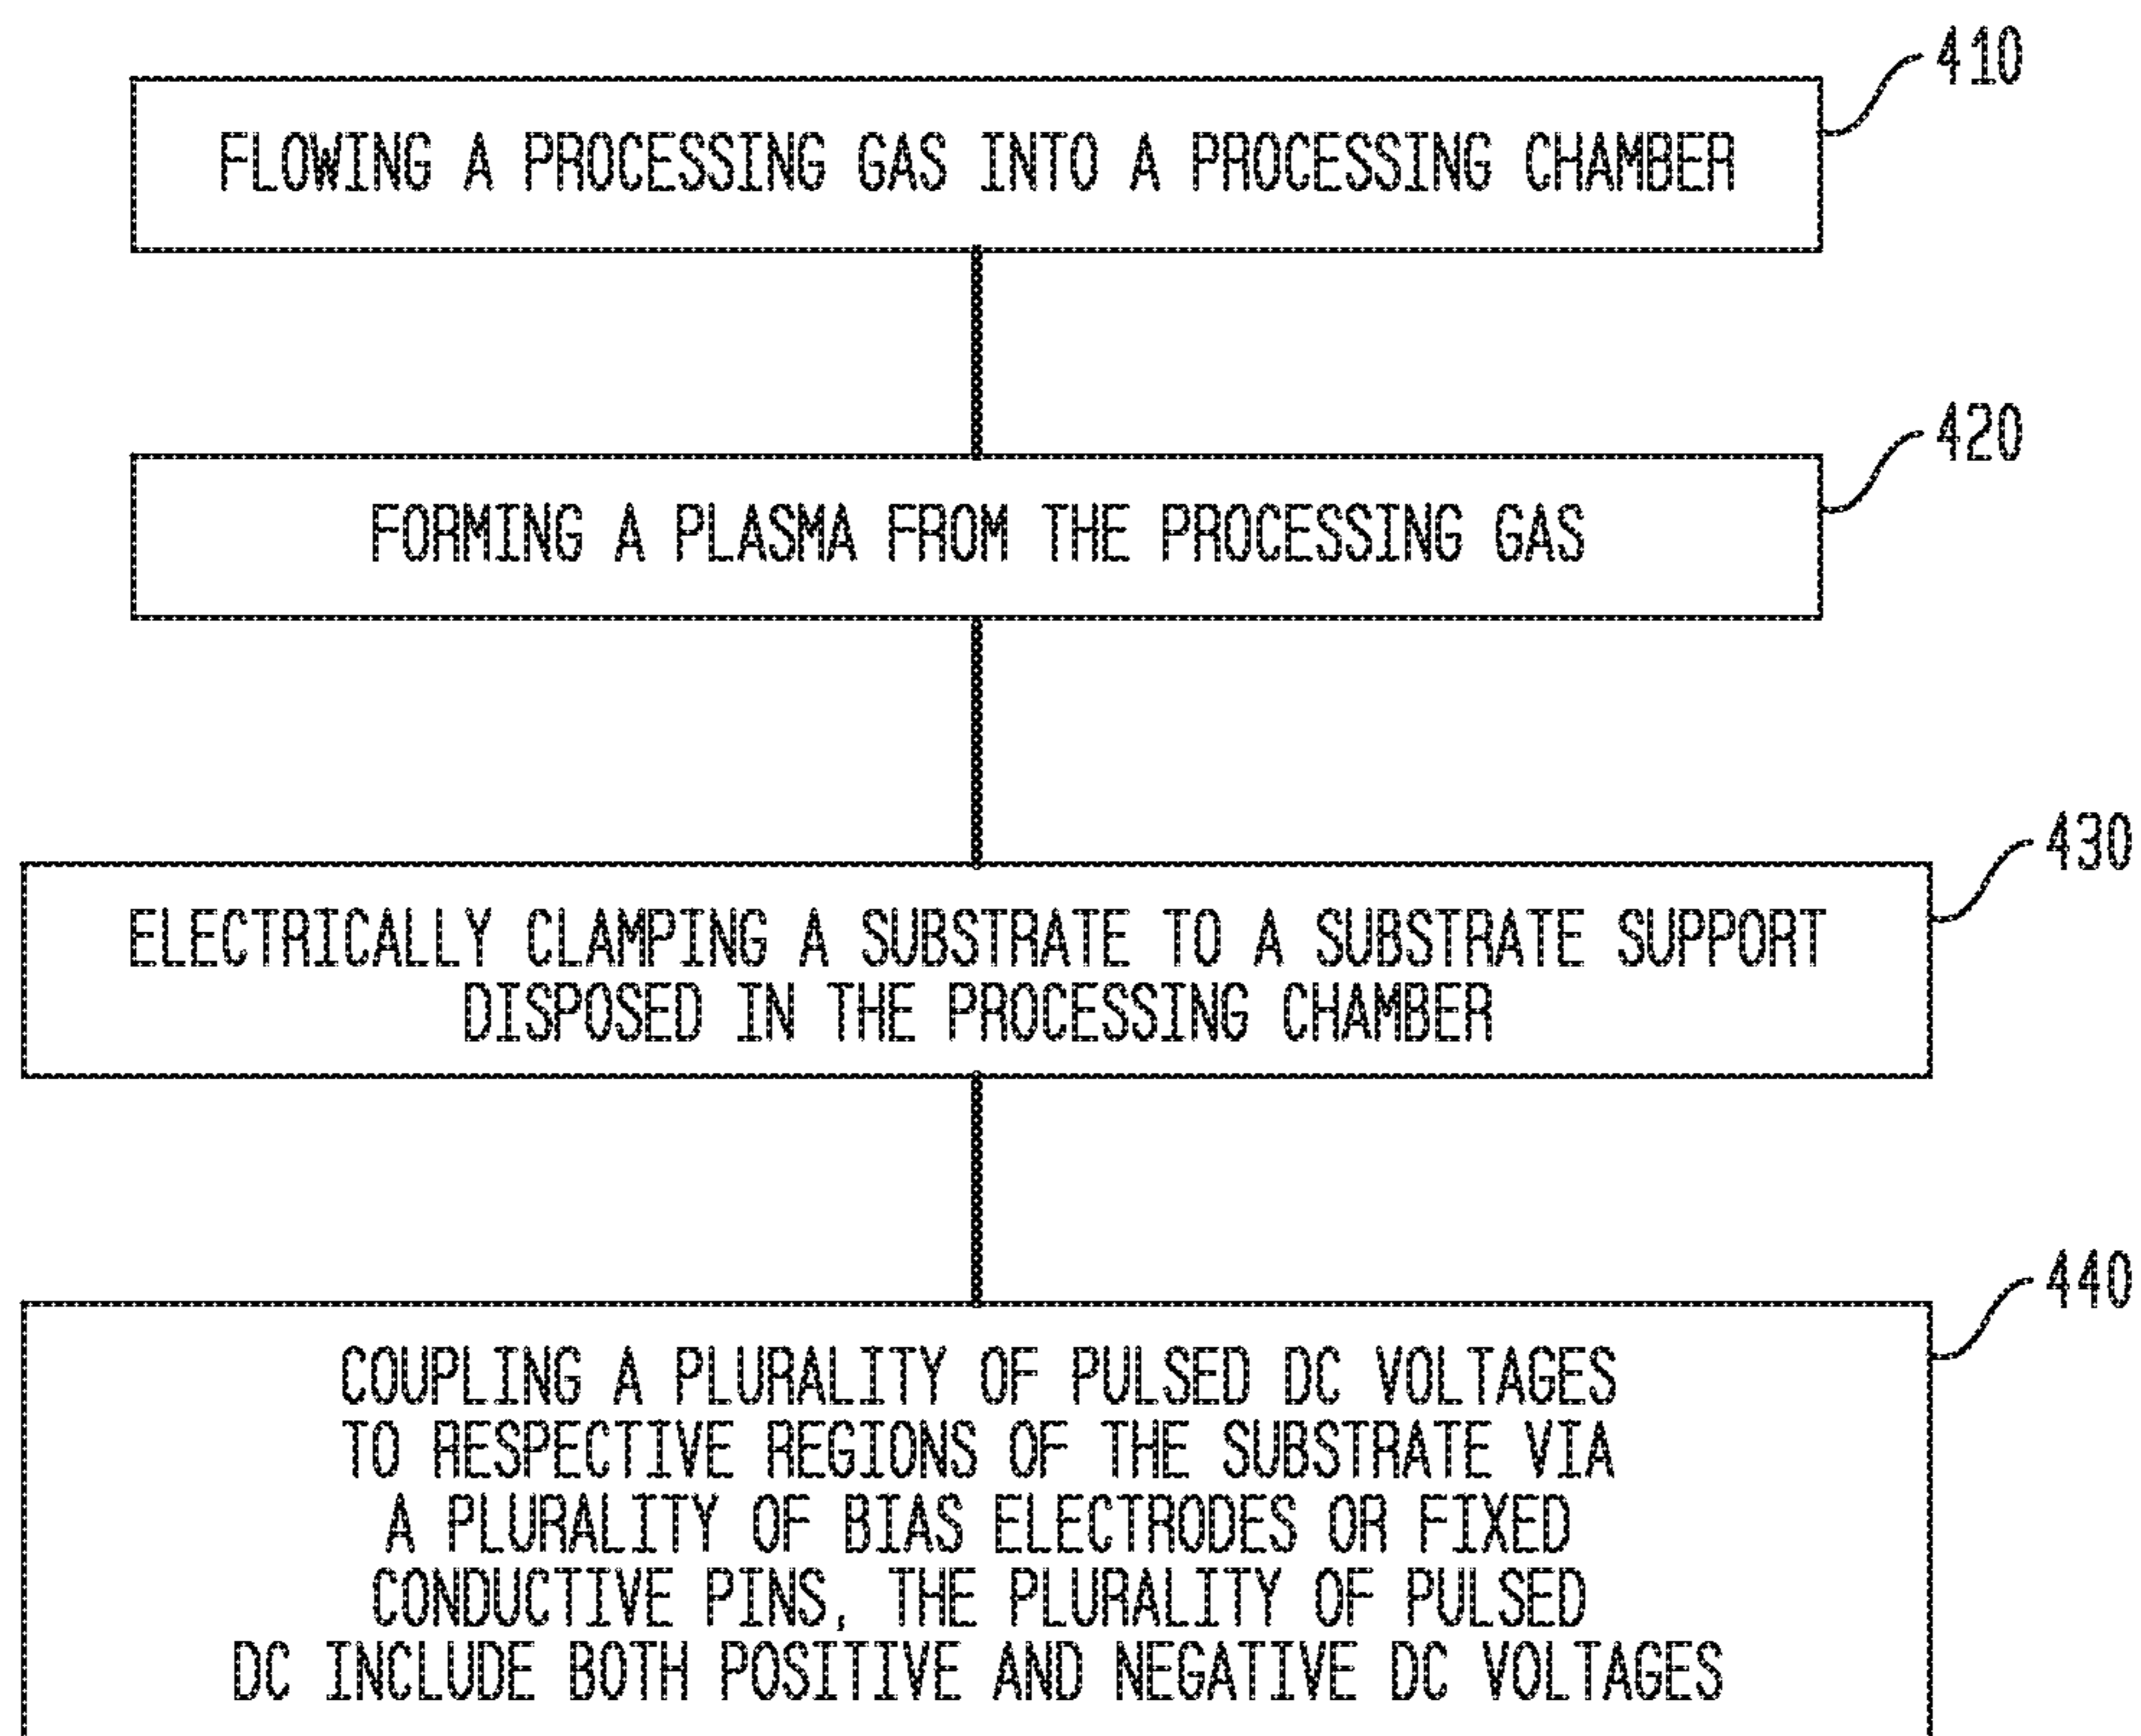 410
FLOWING A PROCESSING GAS INTO A PROCESSING CHAMBER
420
FORMING A PLASMA FROM THE PROCESSING GAS
430
ELECTRICALLY CLAMPING A SUBSTRATE TO A SUBSTRATE SUPPORT
DISPOSED IN THE PROCESSING CHAMBER
440
COUPLING A PLURALITY OF PULSED DC VOLTAGES
TO RESPECTIVE REGIONS OF THE SUBSTRATE VIA
A PLURALITY OF BIAS ELECTRODES OR FIXED
CONDUCTIVE PINS, THE PLURALITY OF PULSED
DC INCLUDE BOTH POSITIVE AND NEGATIVE DC VOLTAGES